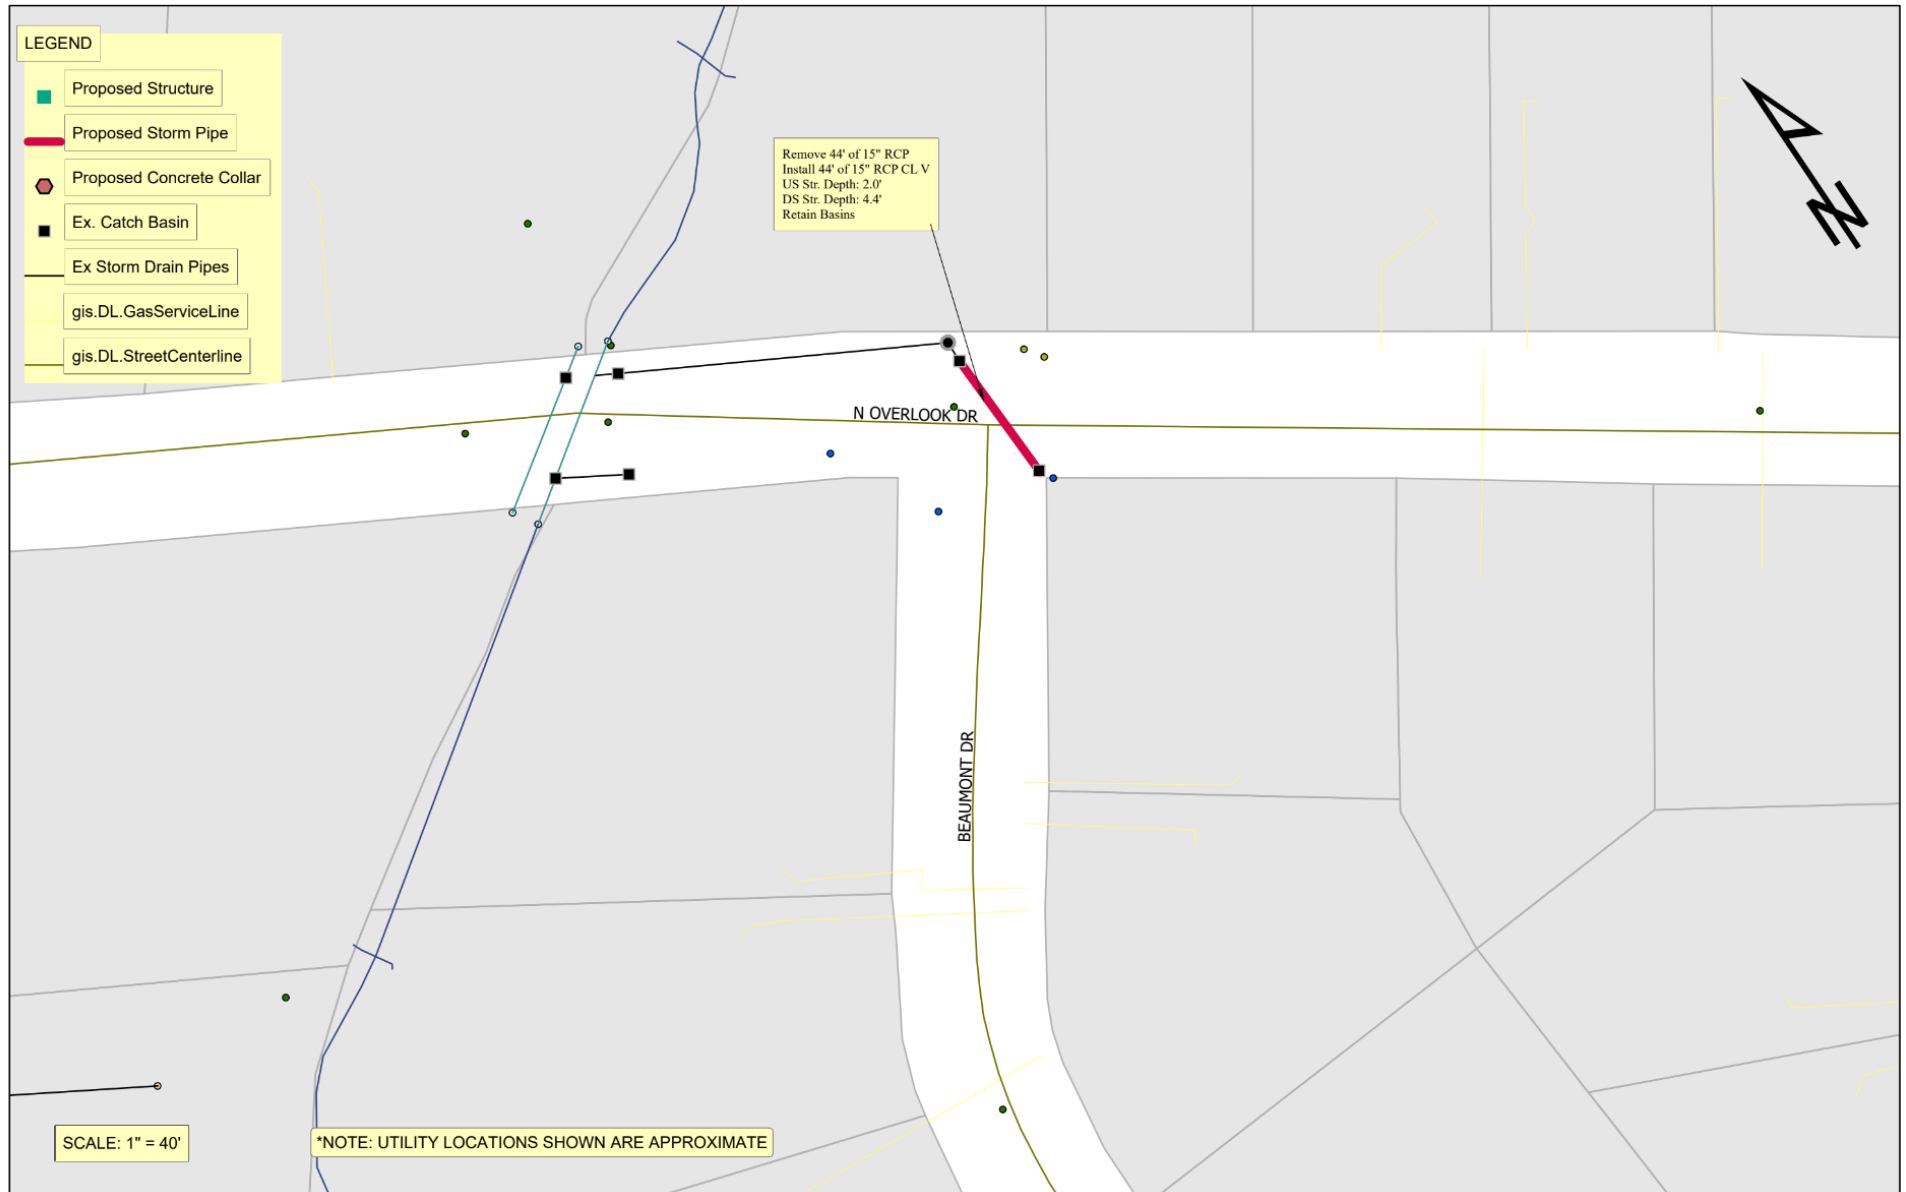 LEGEND
Proposed Structure
Proposed Storm Pipe
Proposed Concrete Collar
Ex. Catch Basin
Ex Storm Drain Pipes
gis.DL.GasServiceLine
gis.DL.StreetCenterline
Remove 44' of 15" RCP
Install 44' of 15" RCP CL V
US Str. Depth: 2.0'
DS Str. Depth: 4.4'
Retain Basins
N OVERLOOK DR
BEAUMONT DR
SCALE: 1" = 40'
*NOTE: UTILITY LOCATIONS SHOWN ARE APPROXIMATE
N